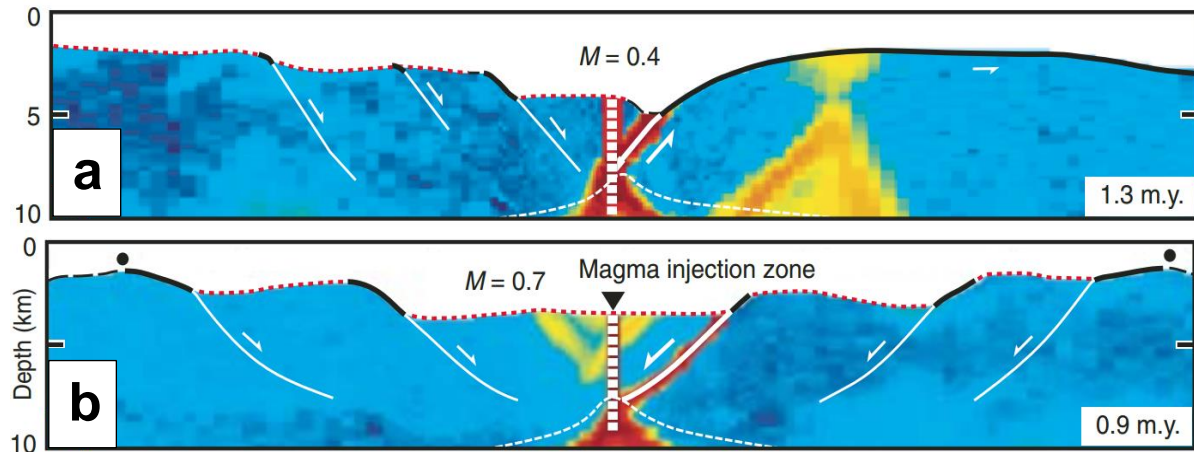 0
M = 0.4
5
a
10
1.3 m.y.
0
M = 0.7
Magma injection zone
Depth (km)
b
10
0.9 m.y.